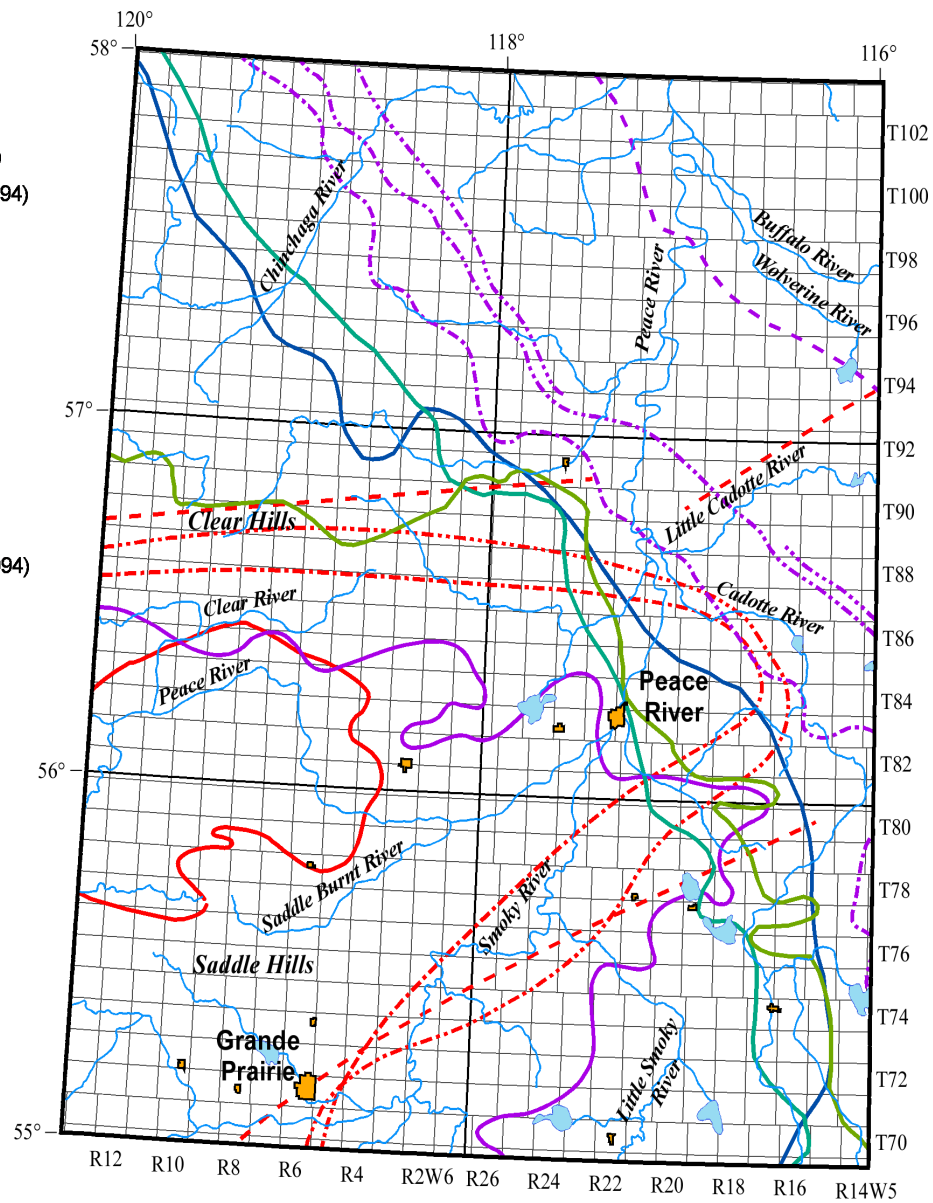 120°
58°
118°
116°
T102
94)
T100
Chinchaga River
Buffalo River
T98
Wolverine River
Peace River
T96
T94
57°
T92
Little Cadotte River
T90
Clear Hills
94)
T88
Clear River
Cadotte River
T86
Peace River
Peace
River
T84
T82
56°
T80
Saddle Burnt River
T78
Smoky River
T76
Saddle Hills
T74
Grande
Prairie
Little Smoky
River
T72
55°
T70
R12
R10
R8
R6
R4
R2W6
R26
R24
R22
R20
R18
R16
R14W5